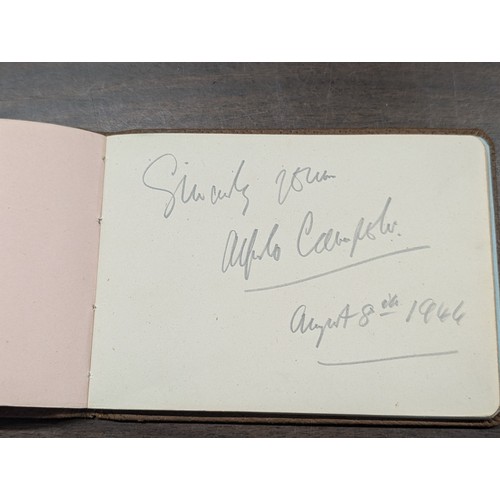 Sincerely yours
Alfredo Campoli.
August 8th 1944